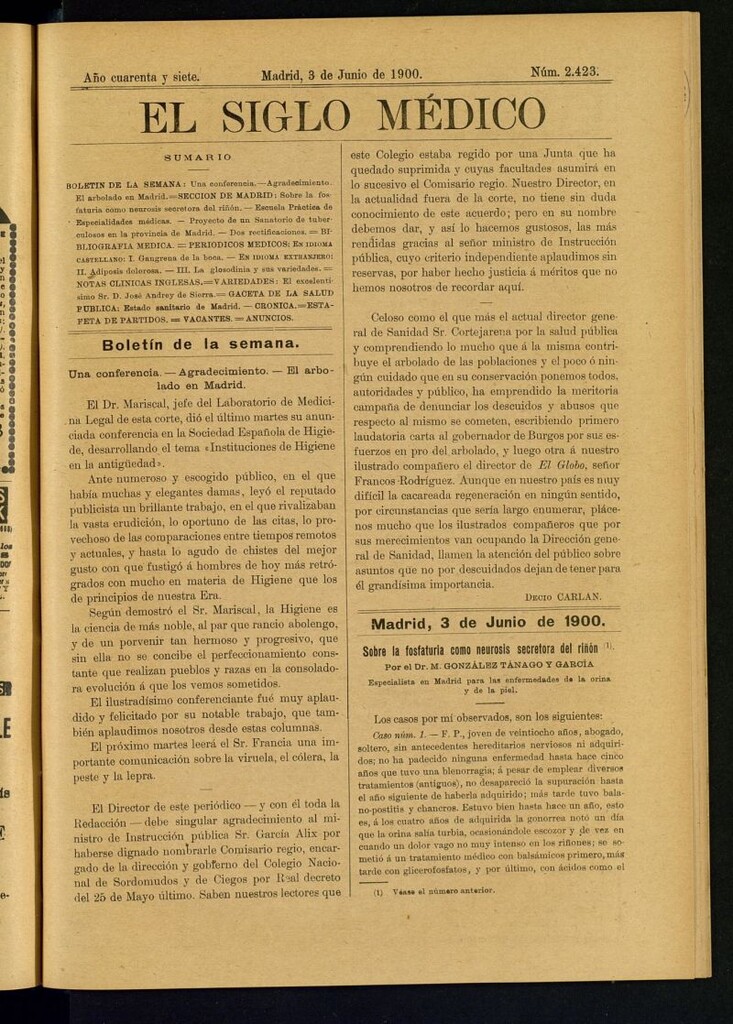 Año cuarenta y siete.
Madrid, 3 de Junio de 1900.
Núm. 2.423.
EL SIGLO MÉDICO
SUMARIO
BOLETIN DE LA SEMANA: Una conferencia.—Agradecimiento.
El arbolado en Madrid.=SECCION DE MADRID: Sobre la fos-
faturia como neurosis secretora del riñón.—Escuela Práctica de
Especialidades médicas. — Proyecto de un Sanatorio de tuber-
culosos en la provincia de Madrid. — Dos rectificaciones. = BI-
BLIOGRAFIA MEDICA. = PERIODICOS MEDICOS: EN IDIOMA
CASTELLANO: I. Gangrena de la boca. — EN IDIOMA EXTRANJERO:
II. Adiposis dolorosa. — III. La glosodinia y sus variedades. =
NOTAS CLINICAS INGLESAS.=VARIEDADES: El excelentí-
simo Sr. D. José Andrey de Sierra.= GACETA DE LA SALUD
PUBLICA: Estado sanitario de Madrid. — CRONICA.=ESTA-
FETA DE PARTIDOS. = VACANTES. = ANUNCIOS.
Boletín de la semana.
Una conferencia. — Agradecimiento. — El arbo-
lado en Madrid.
El Dr. Mariscal, jefe del Laboratorio de Medici-
na Legal de esta corte, dió el último martes su anun-
ciada conferencia en la Sociedad Española de Higie-
de, desarrollando el tema «Instituciones de Higiene
en la antigüedad».
Ante numeroso y escogido público, en el que
había muchas y elegantes damas, leyó el reputado
publicista un brillante trabajo, en el que rivalizaban
la vasta erudición, lo oportuno de las citas, lo pro-
vechoso de las comparaciones entre tiempos remotos
y actuales, y hasta lo agudo de chistes del mejor
gusto con que fustigó á hombres de hoy más retró-
grados con mucho en materia de Higiene que los
de principios de nuestra Era.
Según demostró el Sr. Mariscal, la Higiene es
la ciencia de más noble, al par que rancio abolengo,
y de un porvenir tan hermoso y progresivo, que
sin ella no se concibe el perfeccionamiento cons-
tante que realizan pueblos y razas en la consolado-
ra evolución á que los vemos sometidos.
El ilustradísimo conferenciante fué muy aplau-
dido y felicitado por su notable trabajo, que tam-
bién aplaudimos nosotros desde estas columnas.
El próximo martes leerá el Sr. Francia una im-
portante comunicación sobre la viruela, el cólera, la
peste y la lepra.
El Director de este periódico — y con él toda la
Redacción — debe singular agradecimiento al mi-
nistro de Instrucción pública Sr. García Alix por
haberse dignado nombrarle Comisario regio, encar-
gado de la dirección y gobierno del Colegio Nacio-
nal de Sordomudos y de Ciegos por Real decreto
del 25 de Mayo último. Saben nuestros lectores que
este Colegio estaba regido por una Junta que ha
quedado suprimida y cuyas facultades asumirá en
lo sucesivo el Comisario regio. Nuestro Director, en
la actualidad fuera de la corte, no tiene sin duda
conocimiento de este acuerdo; pero en su nombre
debemos dar, y así lo hacemos gustosos, las más
rendidas gracias al señor ministro de Instrucción
pública, cuyo criterio independiente aplaudimos sin
reservas, por haber hecho justicia á méritos que no
hemos nosotros de recordar aquí.
Celoso como el que más el actual director gene-
ral de Sanidad Sr. Cortejarena por la salud pública
y comprendiendo lo mucho que á la misma contri-
buye el arbolado de las poblaciones y el poco ó nin-
gún cuidado que en su conservación ponemos todos,
autoridades y público, ha emprendido la meritoria
campaña de denunciar los descuidos y abusos que
respecto al mismo se cometen, escribiendo primero
laudatoria carta al gobernador de Burgos por sus es-
fuerzos en pro del arbolado, y luego otra á nuestro
ilustrado compañero el director de El Globo, señor
Francos Rodríguez. Aunque en nuestro país es muy
difícil la cacareada regeneración en ningún sentido,
por circunstancias que sería largo enumerar, pláce-
nos mucho que los ilustrados compañeros que por
sus merecimientos van ocupando la Dirección gene-
ral de Sanidad, llamen la atención del público sobre
asuntos que no por descuidados dejan de tener para
él grandísima importancia.
DECIO CARLAN.
Madrid, 3 de Junio de 1900.
Sobre la fosfaturia como neurosis secretora del riñón (1).
Por el Dr. M. GONZÁLEZ TÁNAGO Y GARCÍA
Especialista en Madrid para las enfermedades de la orina
y de la piel.
Los casos por mí observados, son los siguientes:
Caso núm. 1. — F. P., joven de veintiocho años, abogado,
soltero, sin antecedentes hereditarios nerviosos ni adquiri-
dos; no ha padecido ninguna enfermedad hasta hace cinco
años que tuvo una blenorragia; á pesar de emplear diversos
tratamientos (antiguos), no desapareció la supuración hasta
el año siguiente de haberla adquirido; más tarde tuvo bala-
no-postitis y chancros. Estuvo bien hasta hace un año, esto
es, á los cuatro años de adquirida la gonorrea notó un día
que la orina salía turbia, ocasionándole escozor y de vez en
cuando un dolor vago no muy intenso en los riñones; se so-
metió á un tratamiento médico con balsámicos primero, más
tarde con glicerofosfatos, y por último, con ácidos como el
(1) Véase el número anterior.